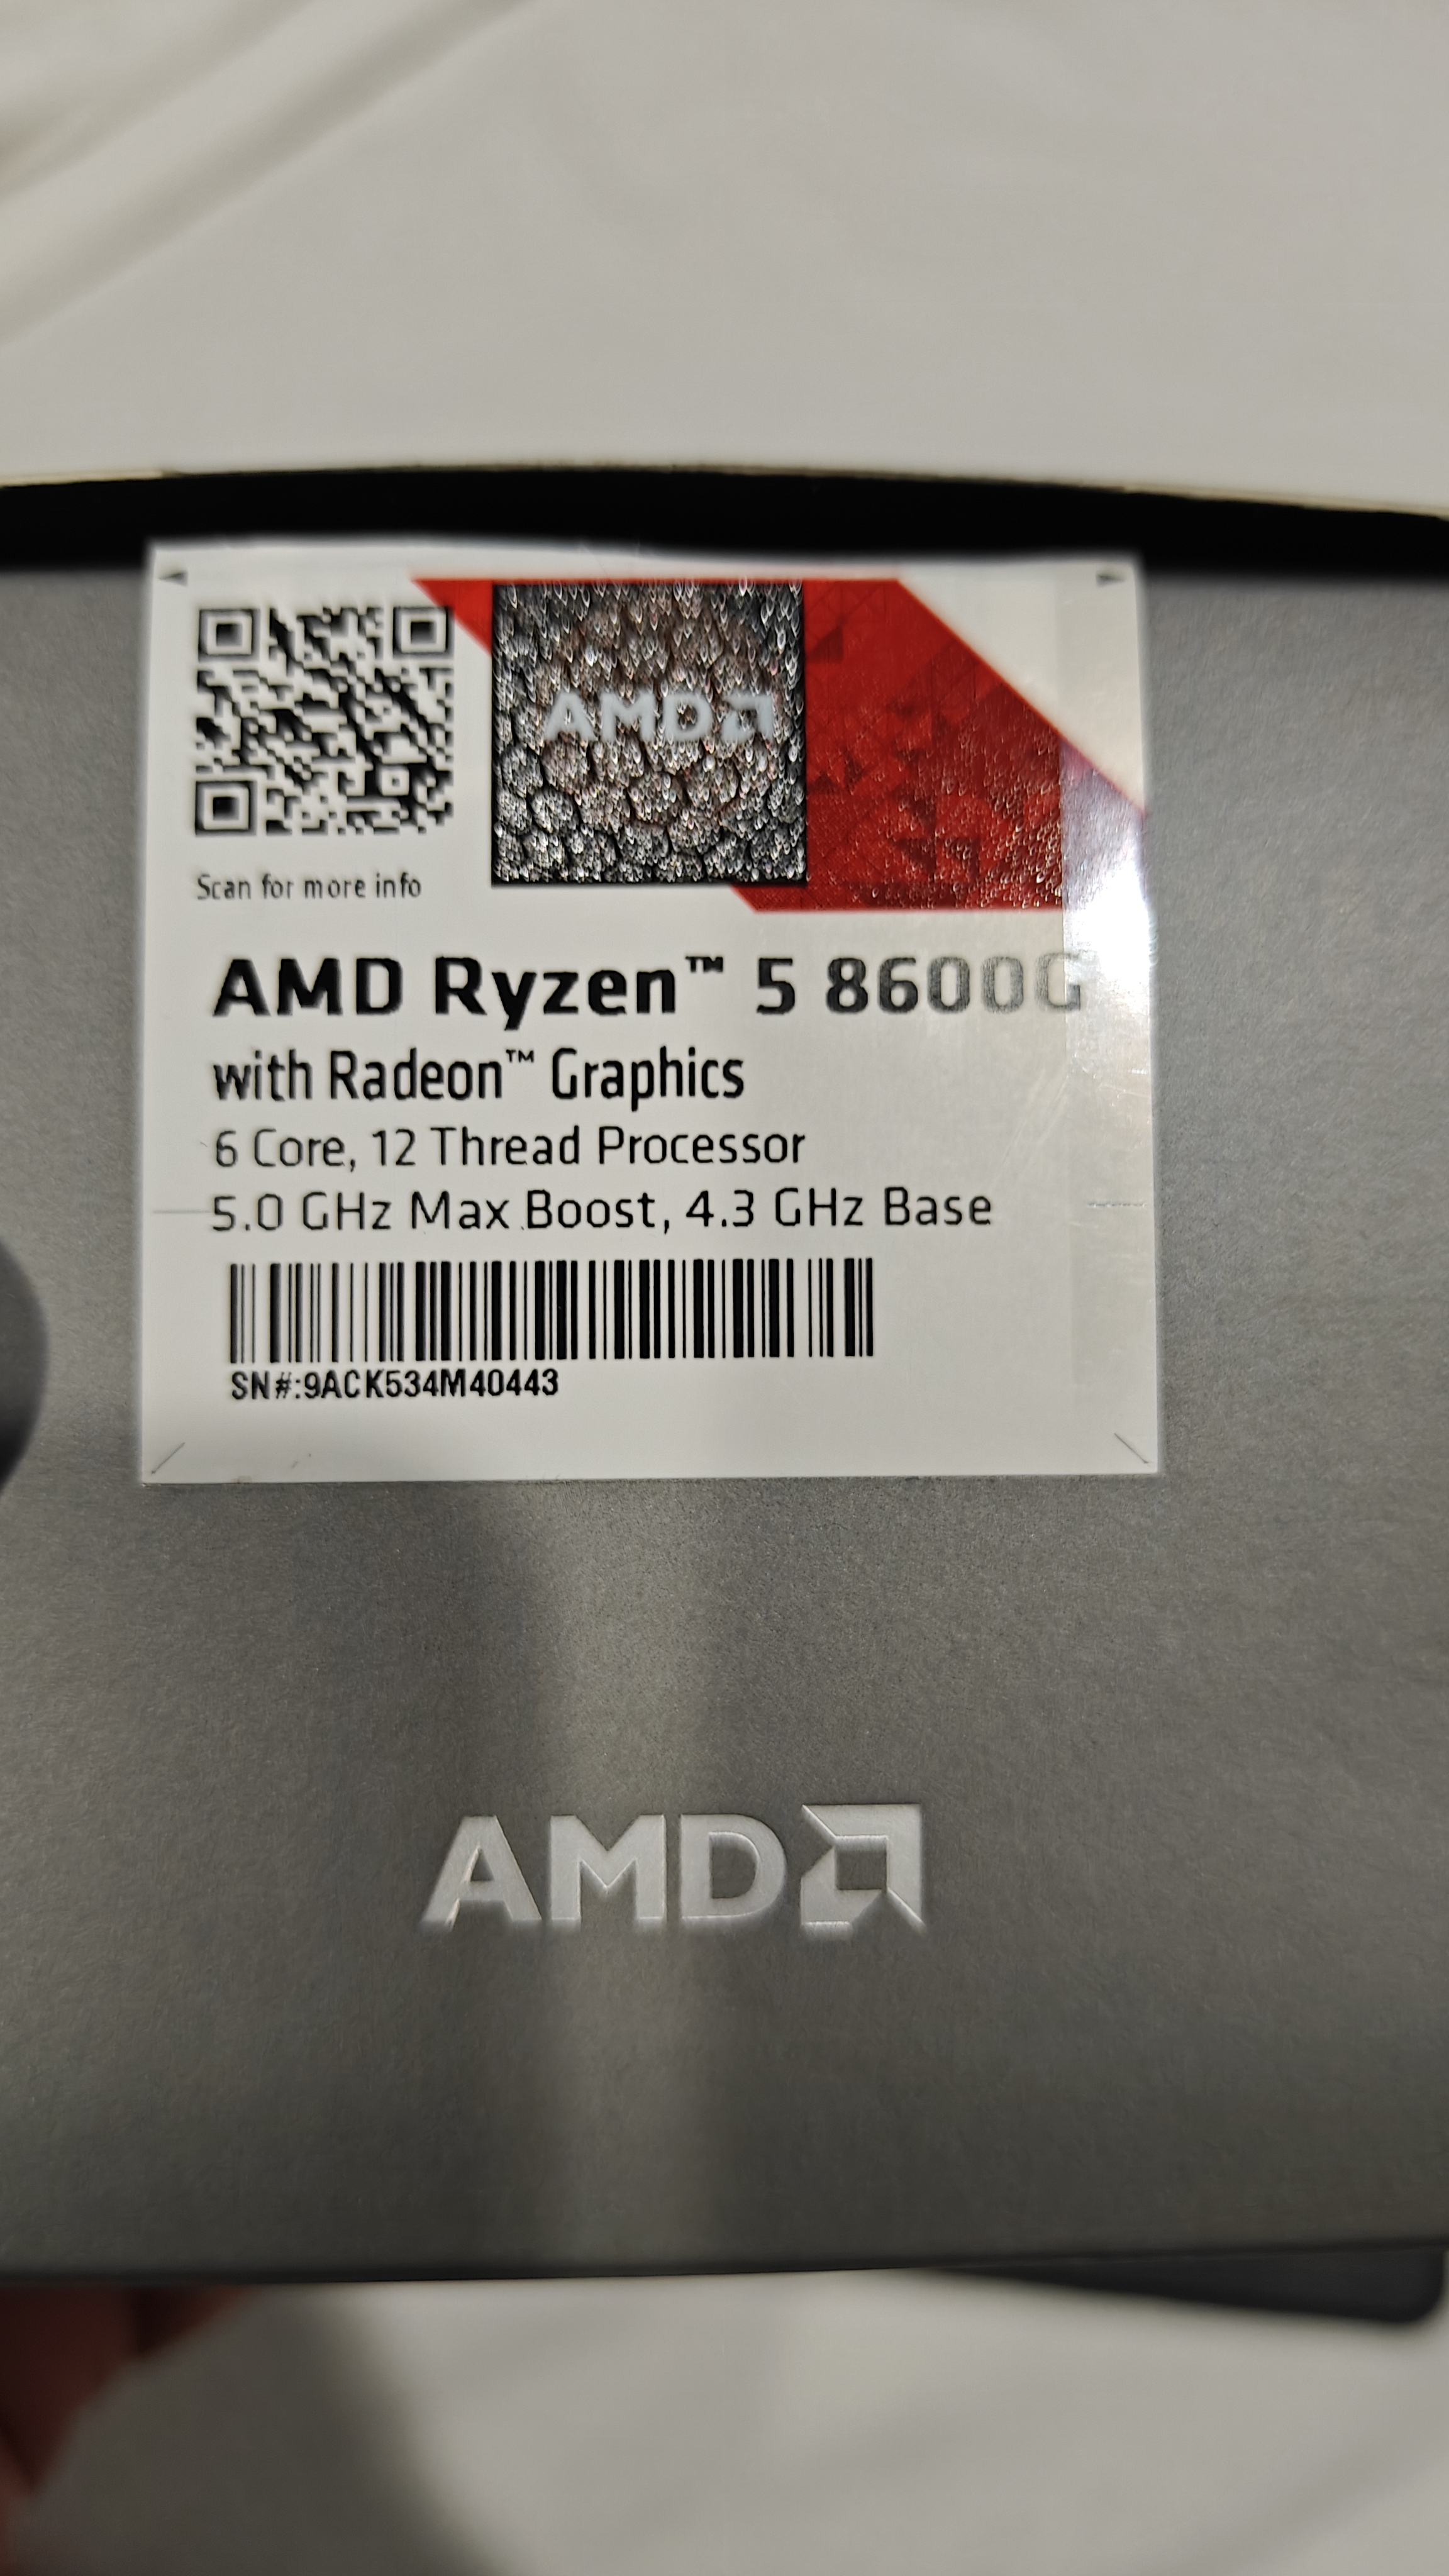 AMD
Scan for more info
AMD Ryzen™ 5 8600G
with Radeon™ Graphics
6 Core, 12 Thread Processor
5.0 GHz Max Boost, 4.3 GHz Base
SN#:9ACK534M40443
AMD